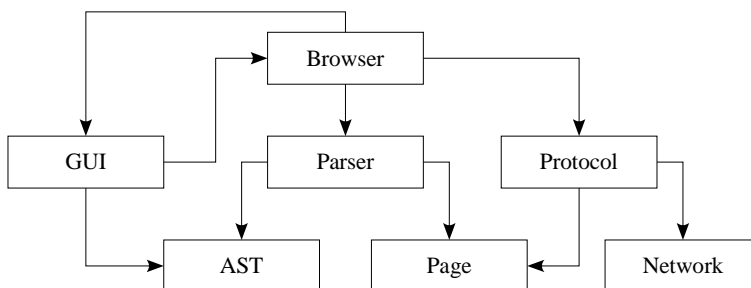 Browser
GUI
Parser
Protocol
AST
Page
Network